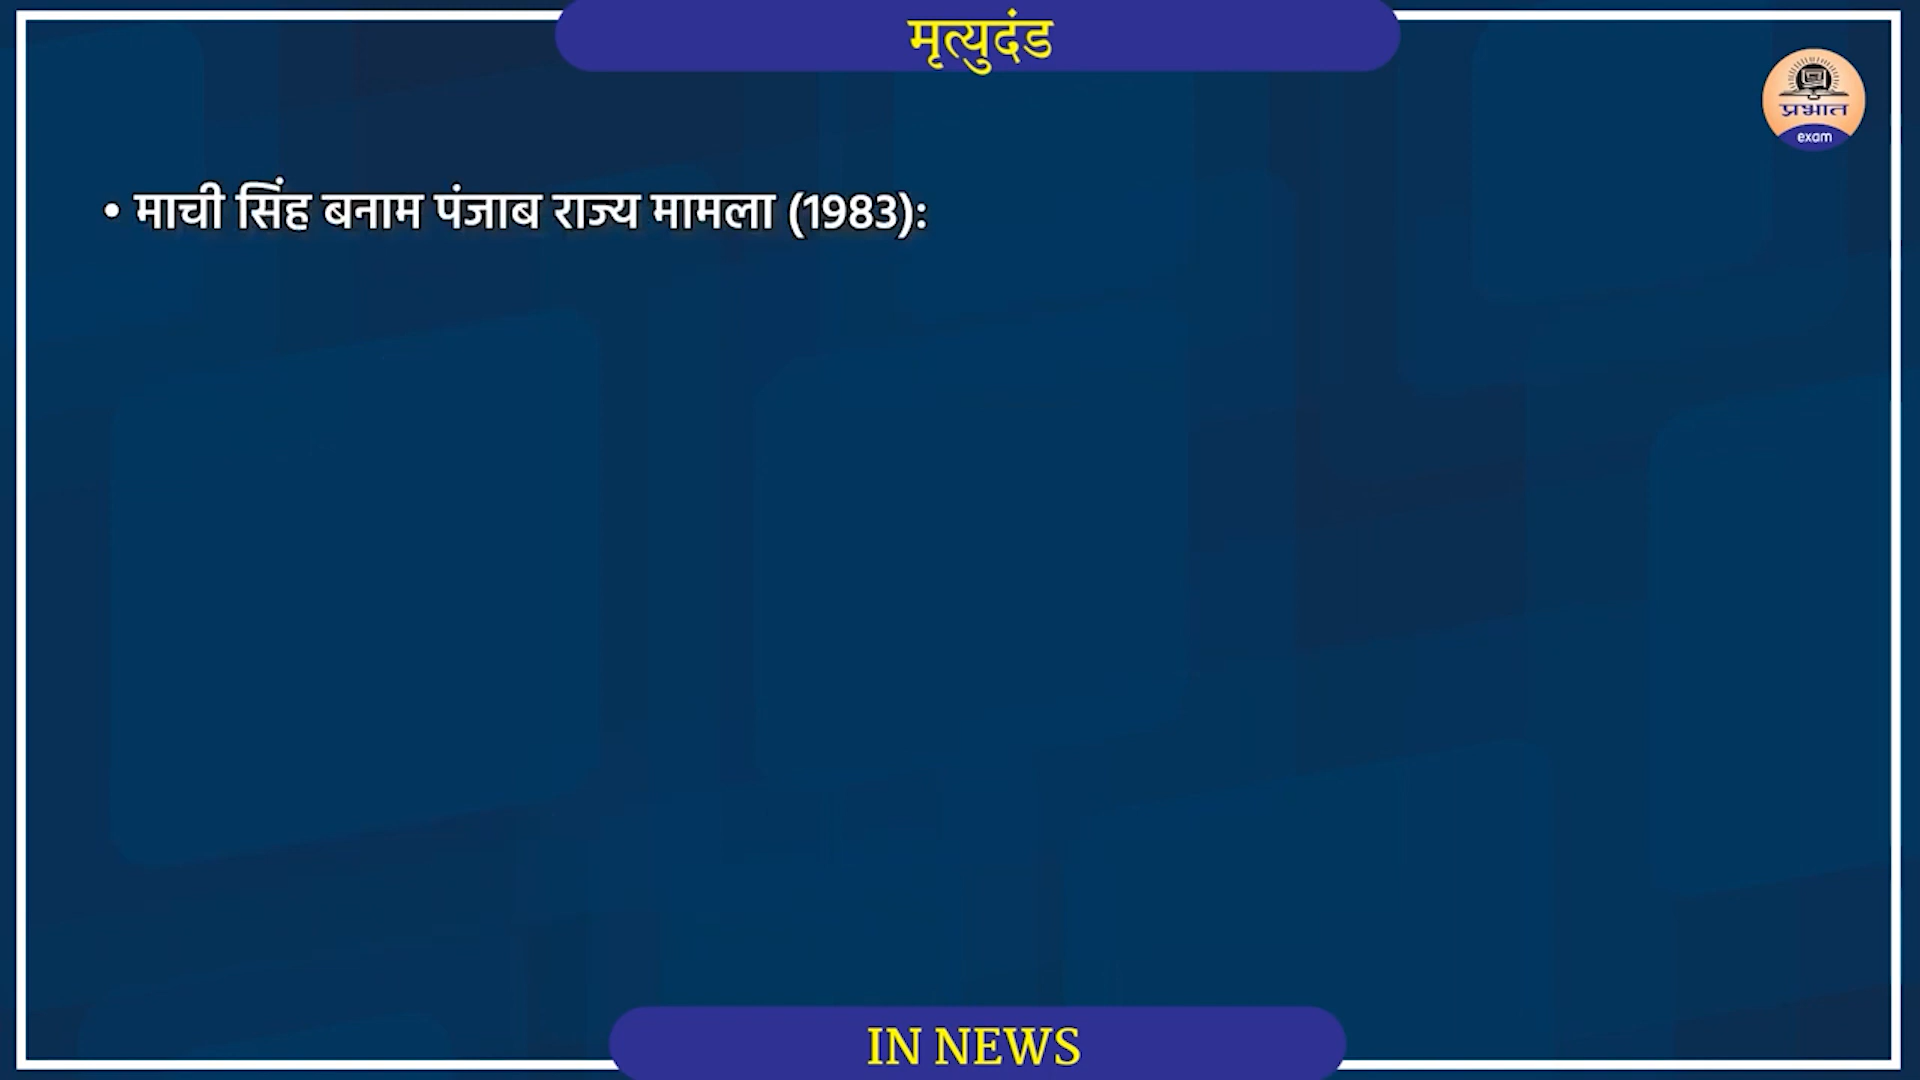 मृत्युदंड
प्रभात
exam
• माची सिंह बनाम पंजाब राज्य मामला (1983):
IN NEWS